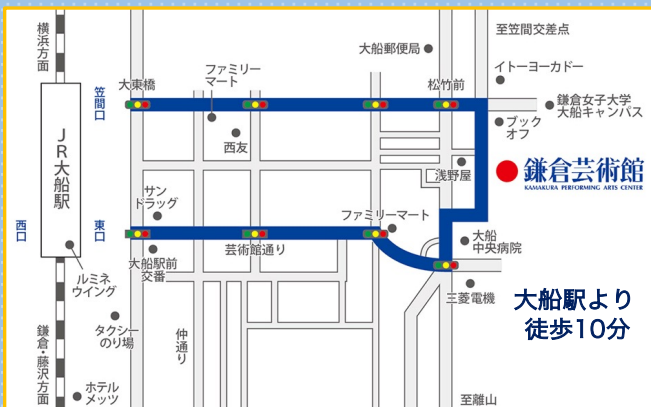 横浜方面
至笠間交差点
大船郵便局
イトーヨーカドー
ファミリー
マート
大東橋
松竹前
笠間口
鎌倉女子大学
大船キャンパス
ブック
オフ
西友
JR大船駅
浅野屋
鎌倉芸術館
KAMAKURA PERFORMING ARTS CENTER
サン
ドラッグ
ファミリーマート
西口
東口
芸術館通り
大船
中央病院
大船駅前
交番
ルミネ
ウイング
三菱電機
大船駅より
徒歩10分
タクシー
のり場
仲通り
鎌倉・藤沢方面
ホテル
メッツ
至離山